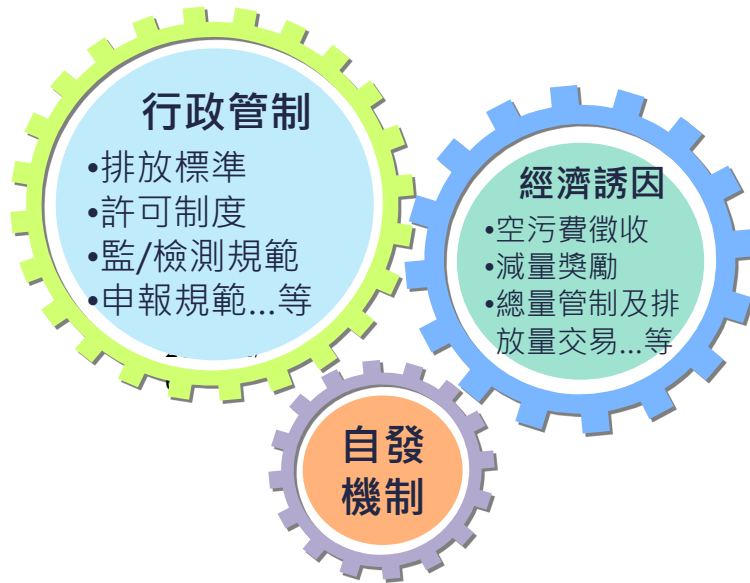 行政管制
•排放標準
•許可制度
•監/檢測規範
•申報規範...等
經濟誘因
•空污費徵收
•減量獎勵
•總量管制及排
放量交易...等
自發
機制